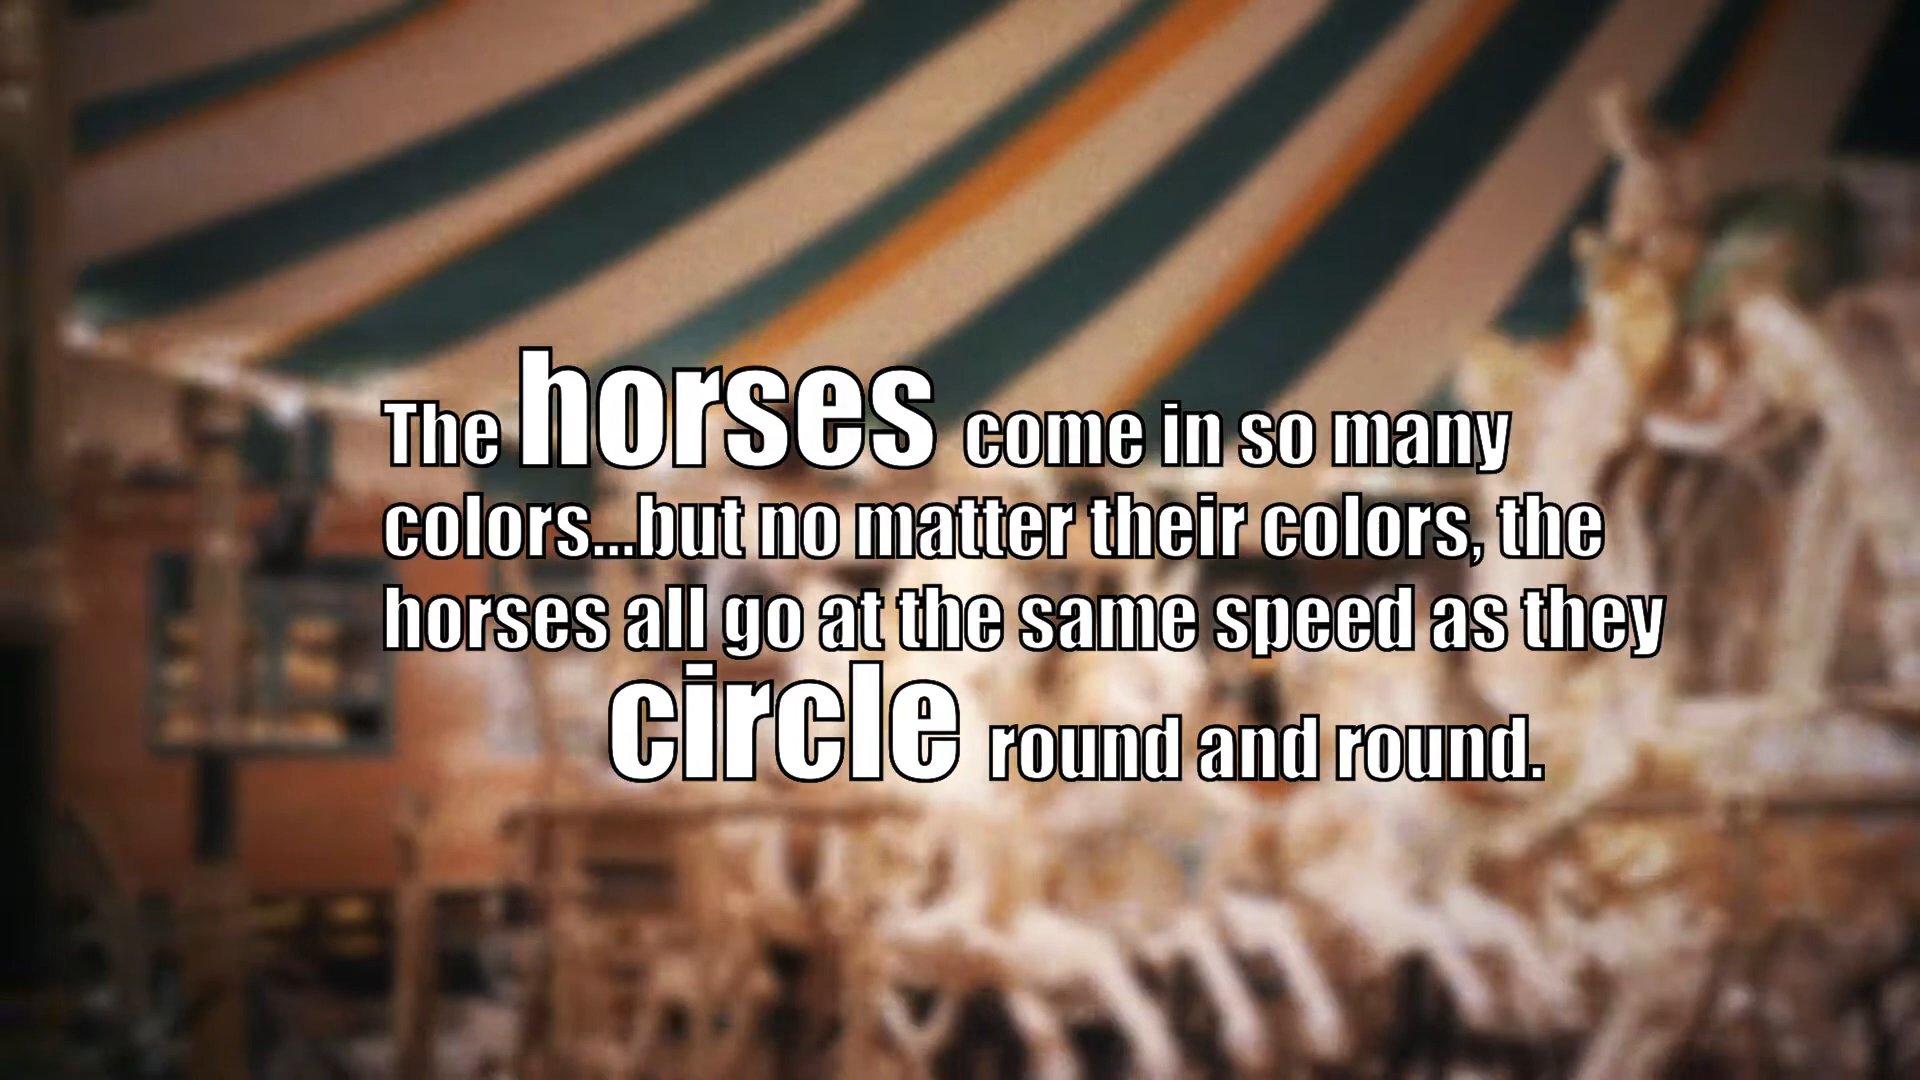 The horses come in so many
colors...but no matter their colors, the
horses all go at the same speed as they
circle round and round.